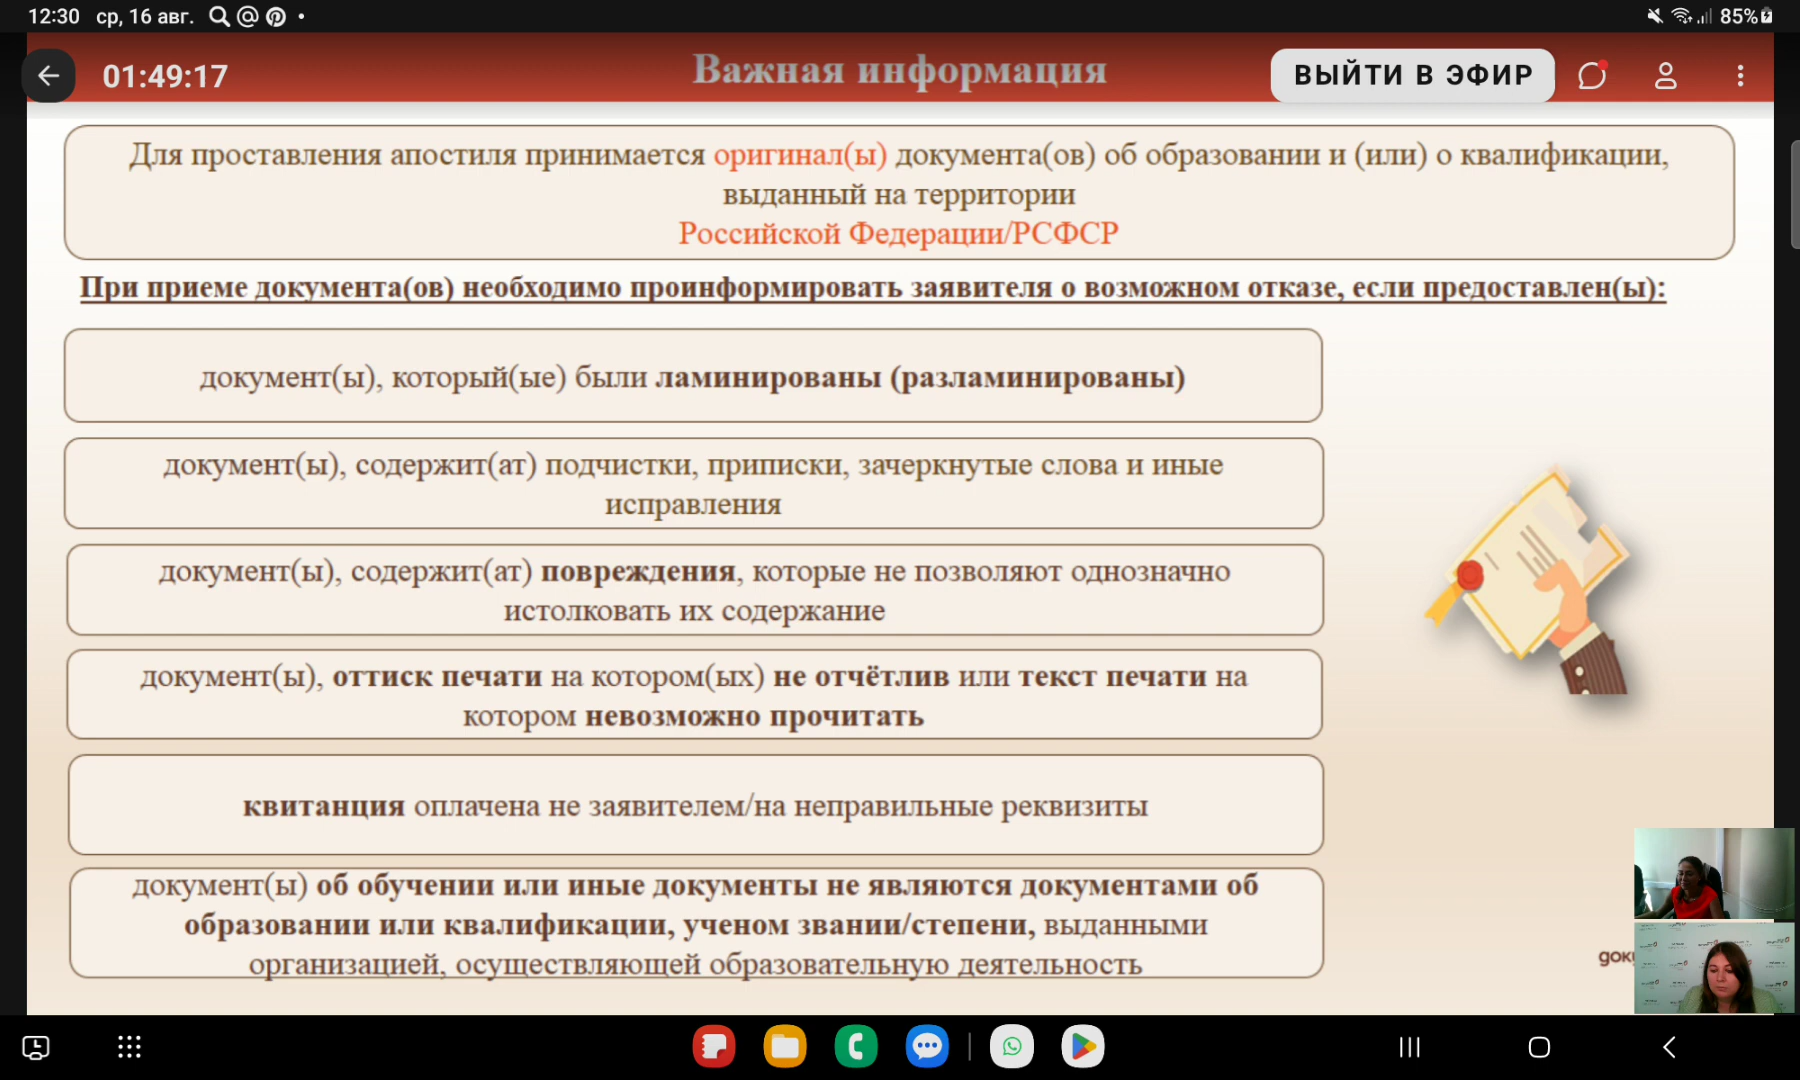 12:30 ср, 16 авг.
85%
01:49:17
Важная информация
ВЫЙТИ В ЭФИР
Для проставления апостиля принимается оригинал(ы) документа(ов) об образовании и (или) о квалификации,
выданный на территории
Российской Федерации/РСФСР
При приеме документа(ов) необходимо проинформировать заявителя о возможном отказе, если предоставлен(ы):
документ(ы), который(ые) были ламинированы (разламинированы)
документ(ы), содержит(ат) подчистки, приписки, зачеркнутые слова и иные
исправления
документ(ы), содержит(ат) повреждения, которые не позволяют однозначно
истолковать их содержание
документ(ы), оттиск печати на котором(ых) не отчётлив или текст печати на
котором невозможно прочитать
квитанция оплачена не заявителем/на неправильные реквизиты
документ(ы) об обучении или иные документы не являются документами об
образовании или квалификации, ученом звании/степени, выданными
организацией, осуществляющей образовательную деятельность